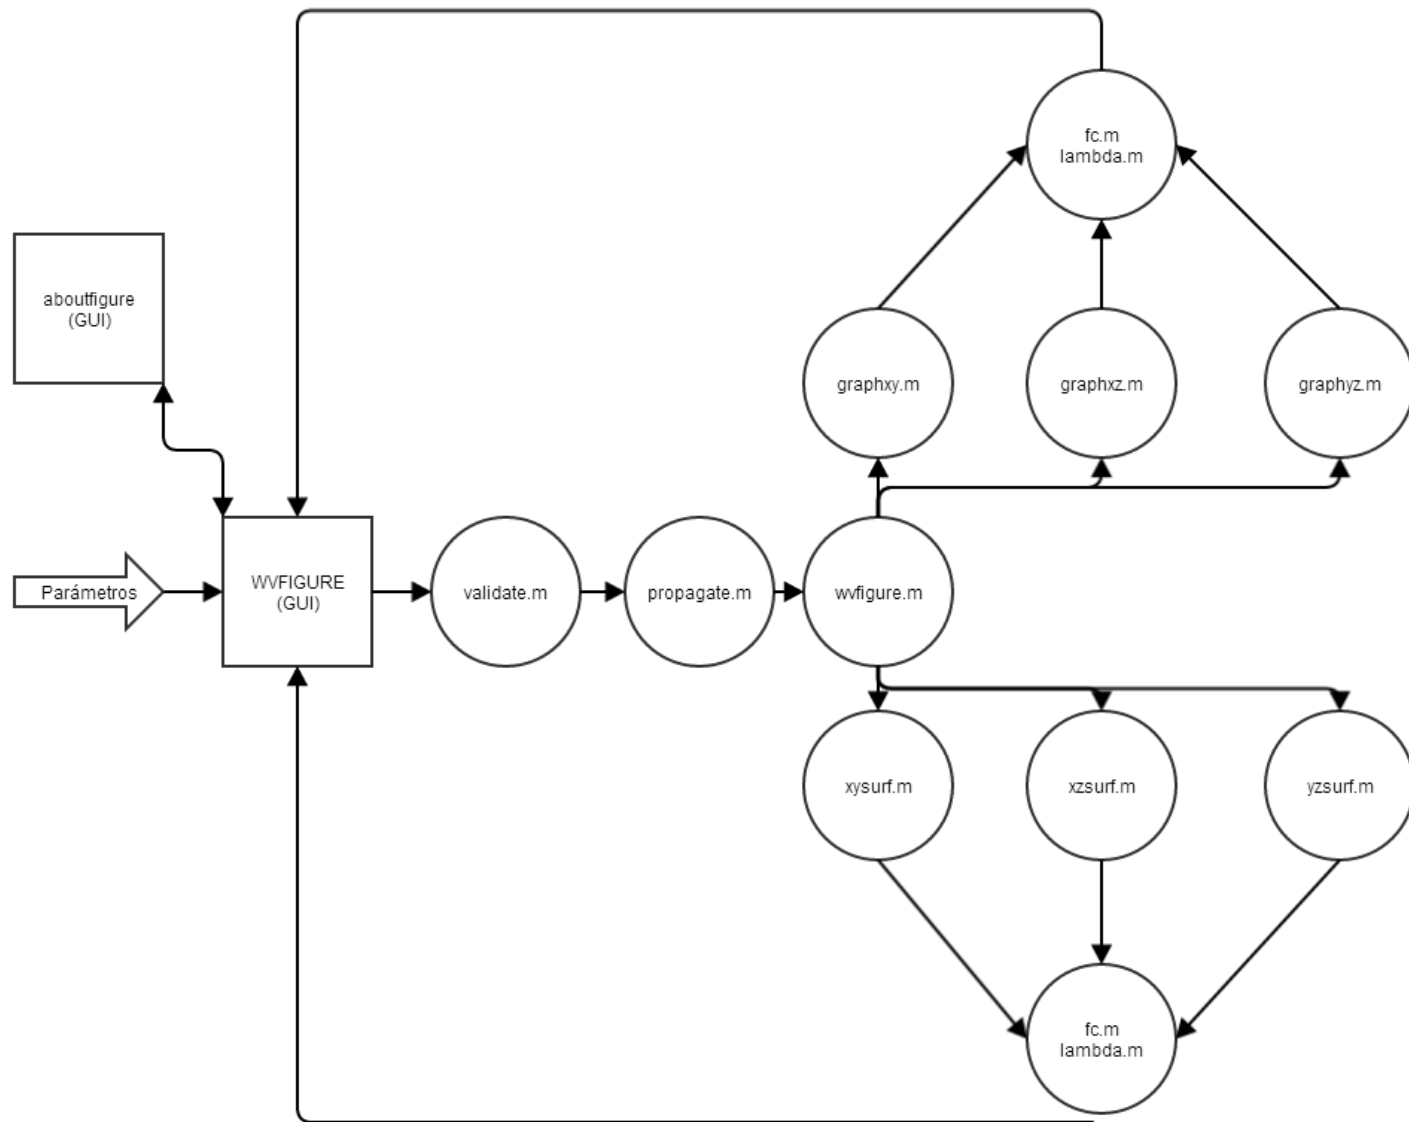 fc.m
lambda.m
aboutfigure
(GUI)
graphxy.m
graphxz.m
graphyz.m
Parámetros
WVFIGURE
(GUI)
validate.m
propagate.m
wvfigure.m
xysurf.m
xzsurf.m
yzsurf.m
fc.m
lambda.m